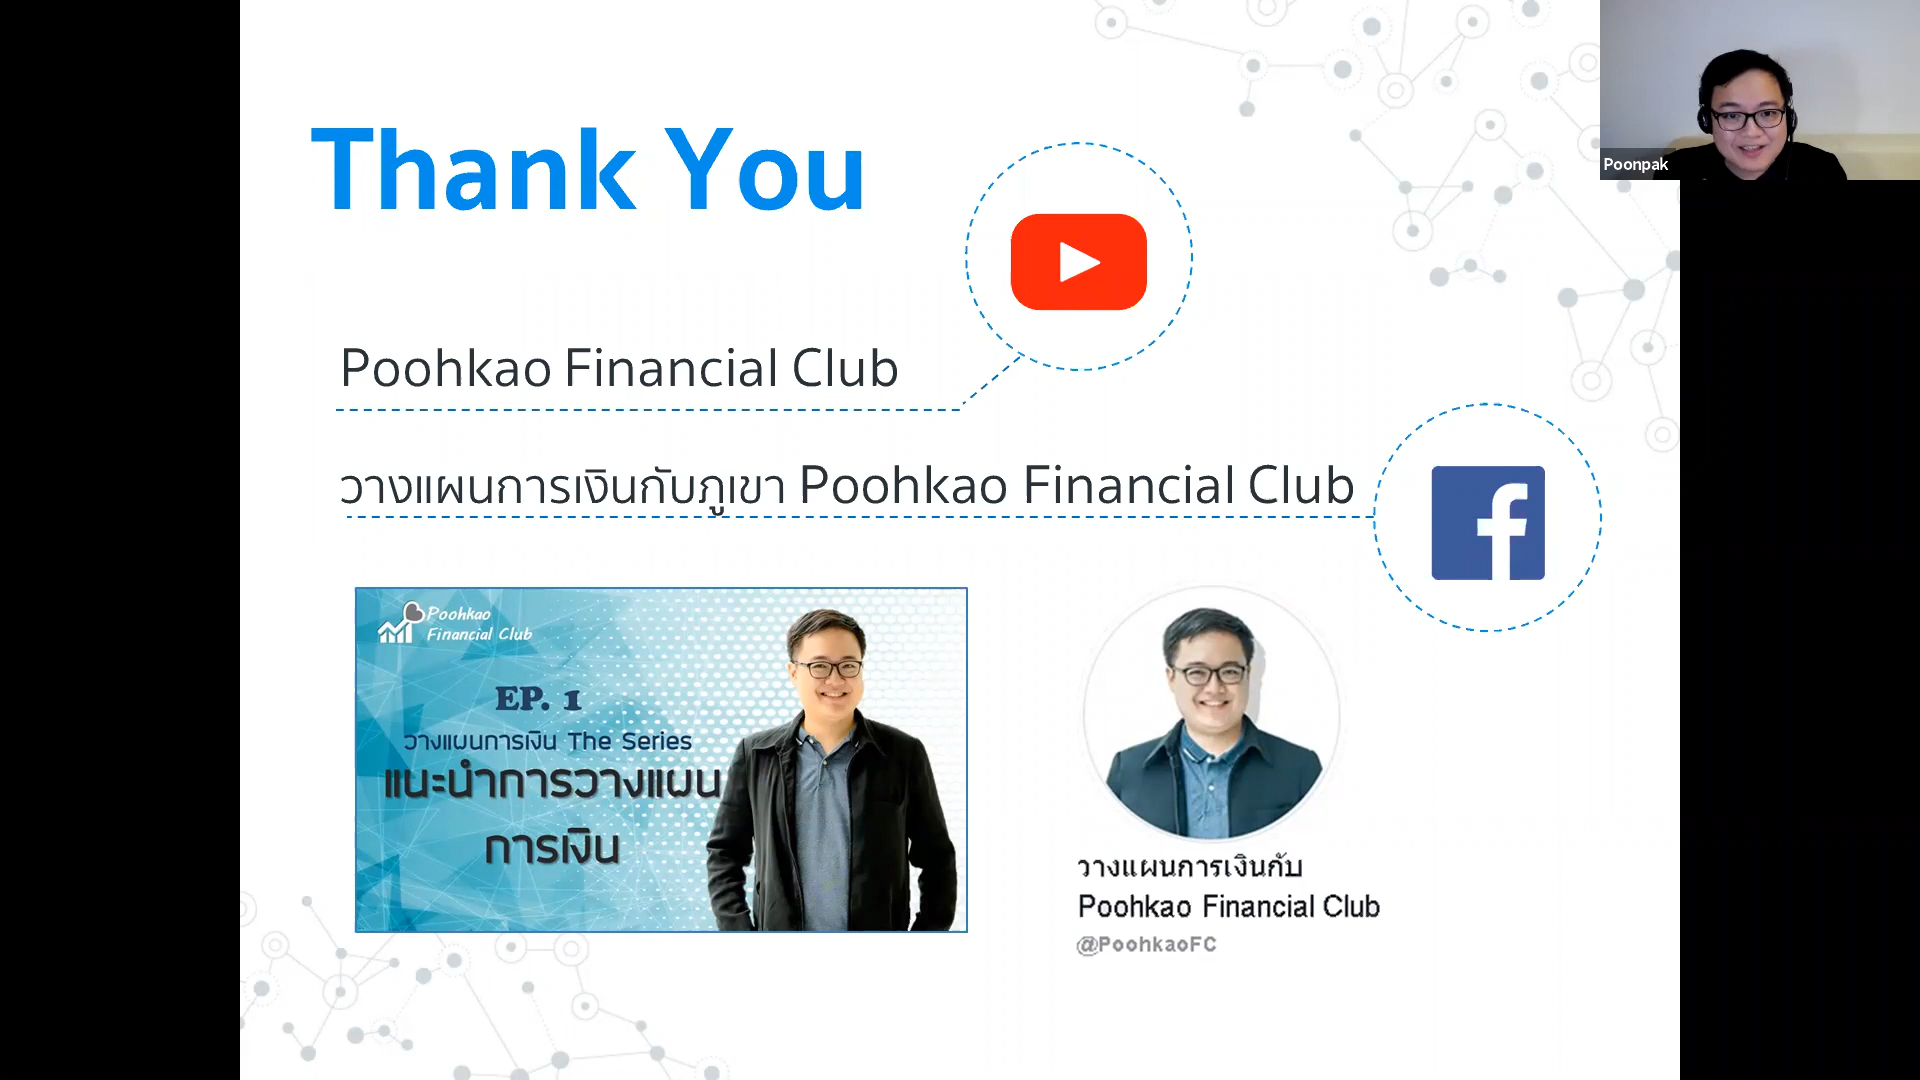 Thank You
Poonpak
Poohkao Financial Club
วางแผนการเงินกับภูเขา Poohkao Financial Club
Poohkao
Financial Club
EP. 1
วางแผนการเงิน The Series
แนะนำการวางแผน
การเงิน
วางแผนการเงินกับ
Poohkao Financial Club
@PoohkaoFC